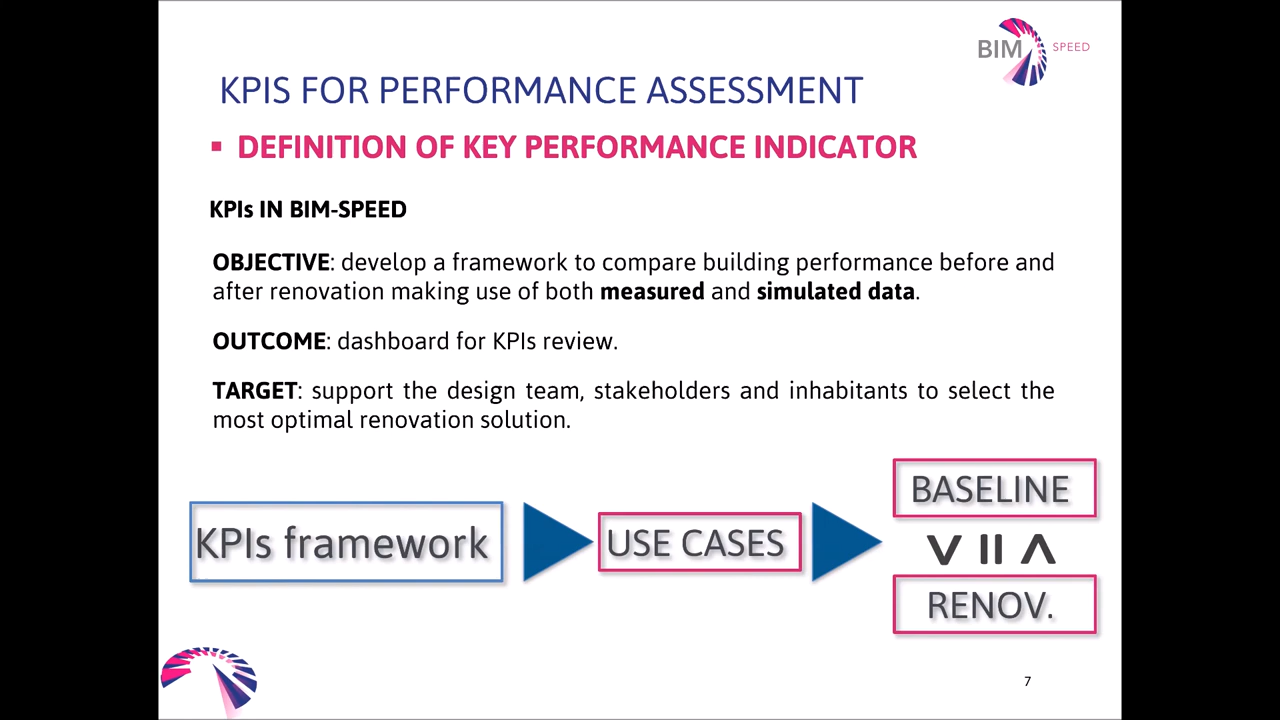 BIM SPEED
KPIS FOR PERFORMANCE ASSESSMENT
▪ DEFINITION OF KEY PERFORMANCE INDICATOR
KPIs IN BIM-SPEED
OBJECTIVE: develop a framework to compare building performance before and
after renovation making use of both measured and simulated data.
OUTCOME: dashboard for KPIs review.
TARGET: support the design team, stakeholders and inhabitants to select the
most optimal renovation solution.
BASELINE
KPIs framework
USE CASES
V II Λ
RENOV.
7